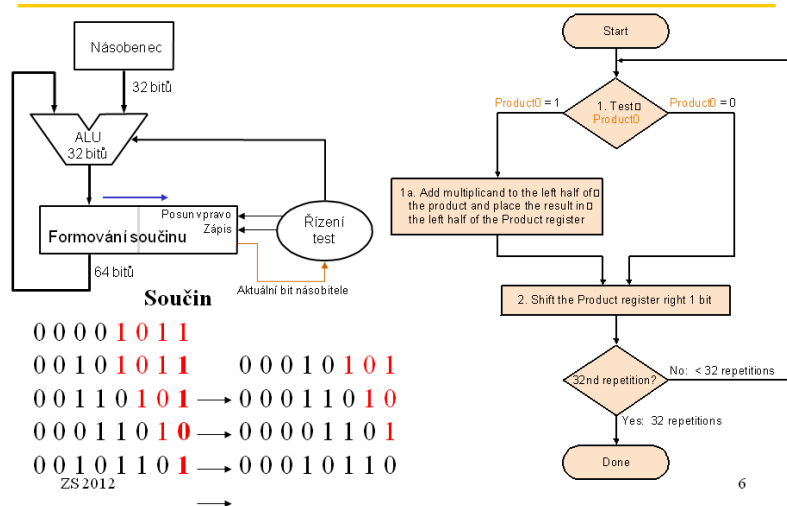 Násobenec
32 bitů
ALU
32 bitů
Posun vpravo
Zápis
Formování součinu
Řízení
test
64 bitů
Aktuální bit násobitele
Součin
0 0 0 0 1 0 1 1
0 0 1 0 1 0 1 1
0 0 0 1 0 1 0 1
0 0 1 1 0 1 0 1
0 0 0 1 1 0 1 0
0 0 0 1 1 0 1 0
0 0 0 0 1 1 0 1
0 0 1 0 1 1 0 1
0 0 0 1 0 1 1 0
ZS 2012
Start
Product0 = 1
1. Test
Product0
Product0 = 0
1a. Add multiplicand to the left half of
the product and place the result in
the left half of the Product register
2. Shift the Product register right 1 bit
32nd repetition?
No: < 32 repetitions
Yes: 32 repetitions
Done
6